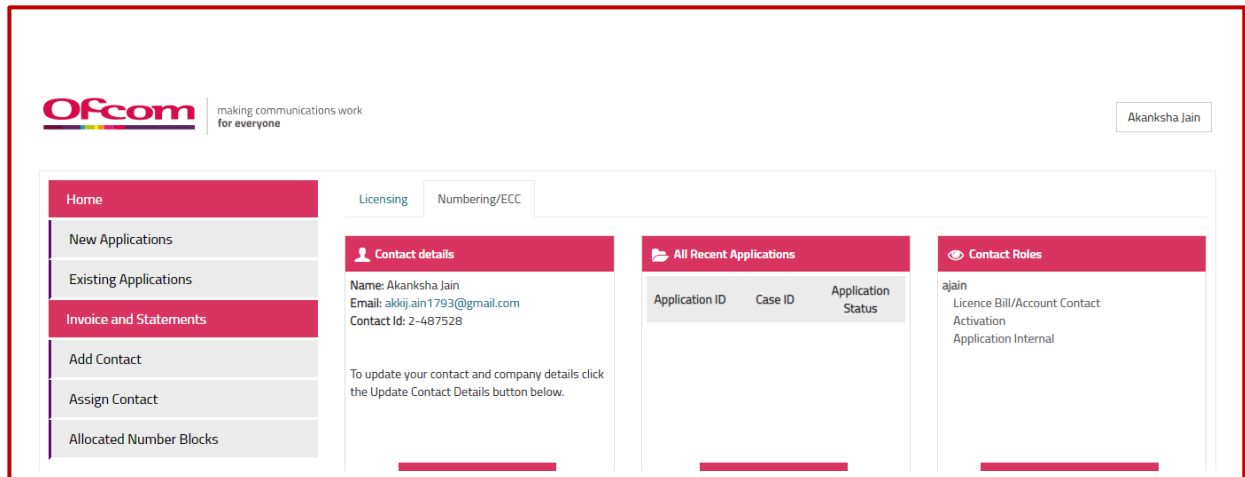 Ofcom
making communications work
for everyone
Akanksha Jain
Home
New Applications
Existing Applications
Invoice and Statements
Add Contact
Assign Contact
Allocated Number Blocks
Licensing
Numbering/ECC
Contact details
Name: Akanksha Jain
Email: akkij.ain1793@gmail.com
Contact Id: 2-487528
To update your contact and company details click
the Update Contact Details button below.
All Recent Applications
Application ID
Case ID
Application
Status
Contact Roles
ajain
Licence Bill/Account Contact
Activation
Application Internal